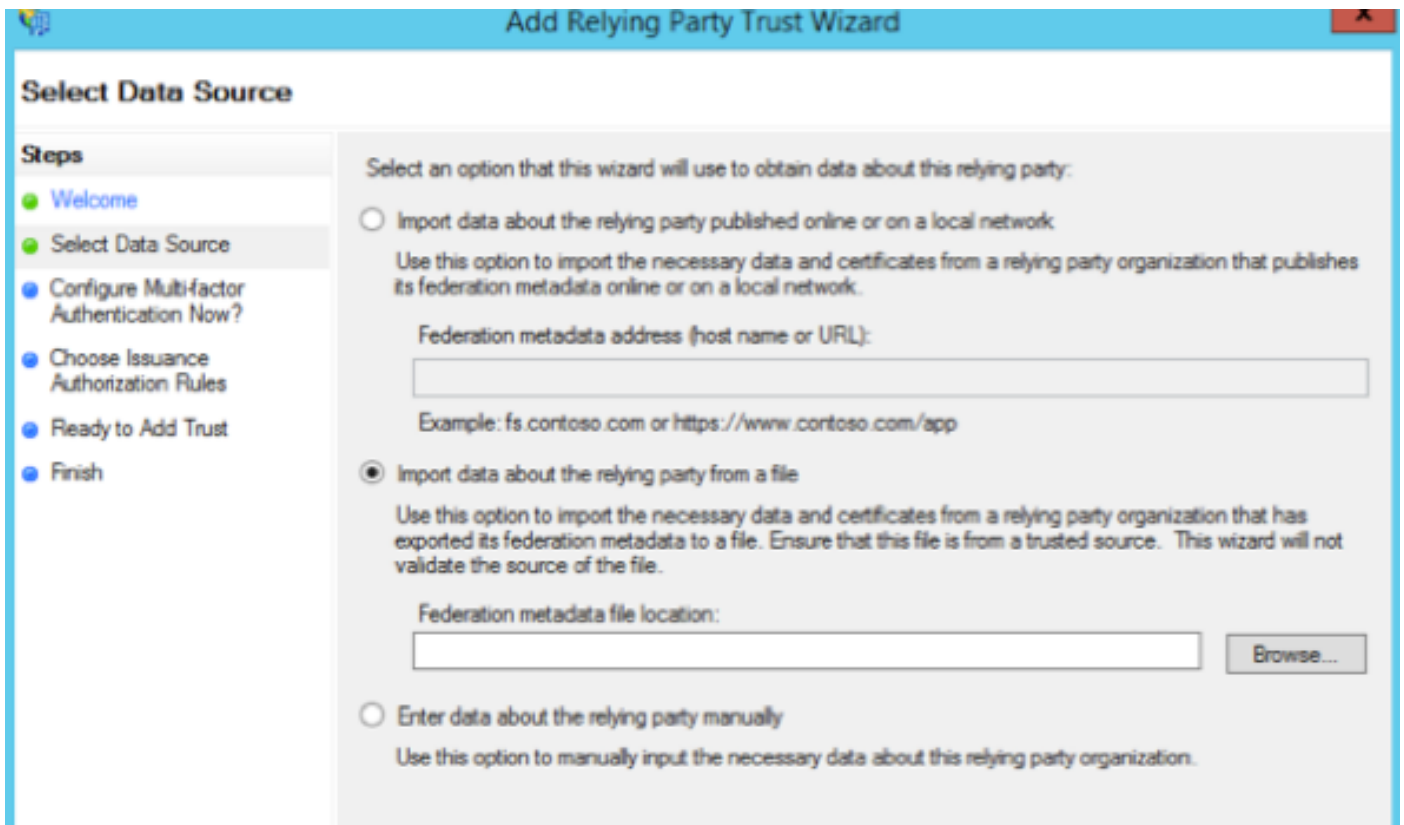 Add Relying Party Trust Wizard
x
Select Data Source
Steps
Welcome
Select Data Source
Configure Multi-factor
Authentication Now?
Choose Issuance
Authorization Rules
Ready to Add Trust
Finish
Select an option that this wizard will use to obtain data about this relying party:
Import data about the relying party published online or on a local network
Use this option to import the necessary data and certificates from a relying party organization that publishes
its federation metadata online or on a local network.
Federation metadata address (host name or URL):
Example: fs.contoso.com or https://www.contoso.com/app
Import data about the relying party from a file
Use this option to import the necessary data and certificates from a relying party organization that has
exported its federation metadata to a file. Ensure that this file is from a trusted source.  This wizard will not
validate the source of the file.
Federation metadata file location:
Browse...
Enter data about the relying party manually
Use this option to manually input the necessary data about this relying party organization.